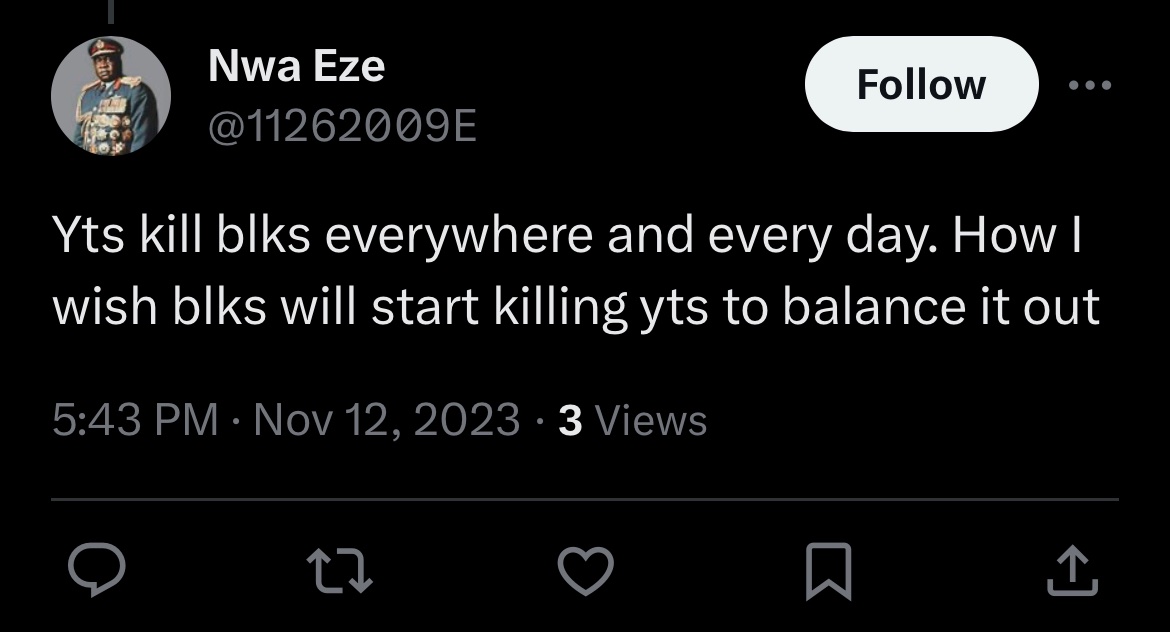 Nwa Eze
Follow
@11262009E
Yts kill blks everywhere and every day. How I
wish blks will start killing yts to balance it out
5:43 PM · Nov 12, 2023 · 3 Views